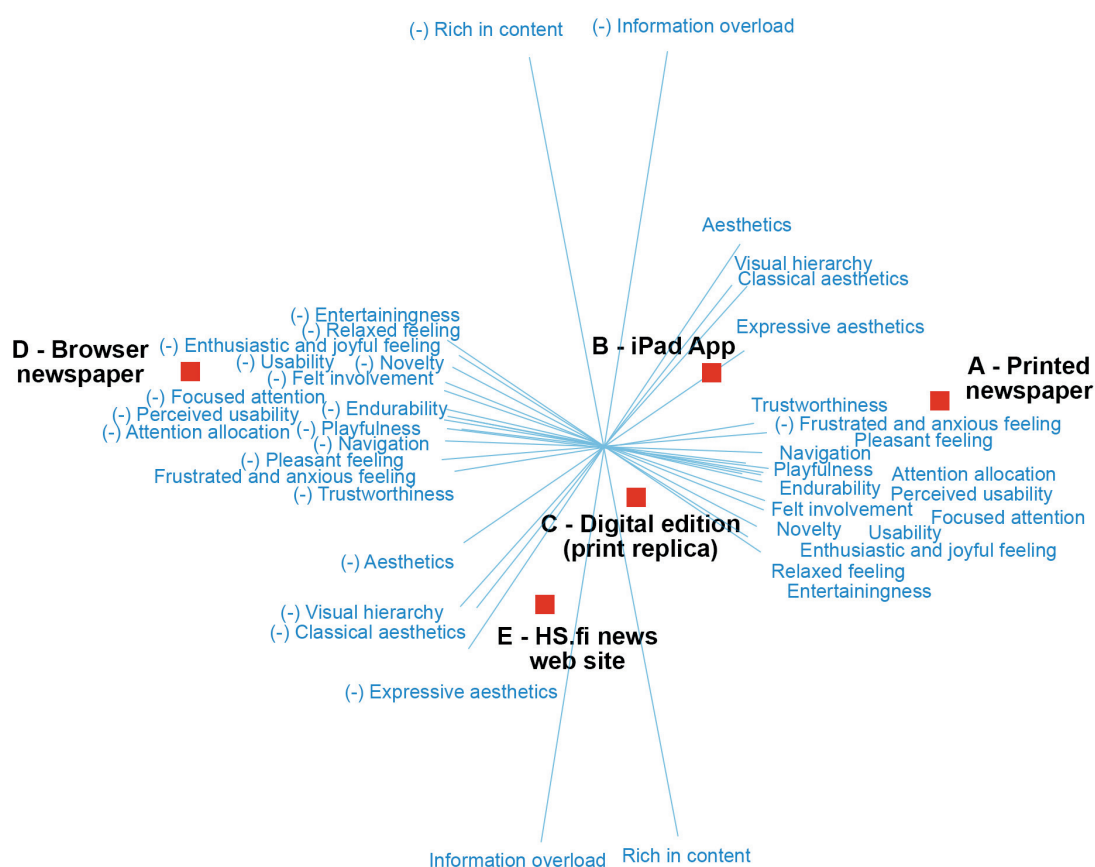 (-) Rich in content
(-) Information overload
Aesthetics
Visual hierarchy
Classical aesthetics
Expressive aesthetics
B - iPad App
A - Printed
newspaper
D - Browser
newspaper
(-) Entertainingness
(-) Relaxed feeling
(-) Enthusiastic and joyful feeling
(-) Usability
(-) Novelty
(-) Felt involvement
(-) Focused attention
(-) Endurability
(-) Perceived usability
(-) Playfulness
(-) Attention allocation
(-) Navigation
(-) Pleasant feeling
Frustrated and anxious feeling
(-) Trustworthiness
Trustworthiness
(-) Frustrated and anxious feeling
Pleasant feeling
Navigation
Playfulness
Attention allocation
Endurability
Perceived usability
Felt involvement
Focused attention
Novelty
Usability
Enthusiastic and joyful feeling
Relaxed feeling
Entertainingness
C - Digital edition
(print replica)
(-) Aesthetics
(-) Visual hierarchy
(-) Classical aesthetics
E - HS.fi news
web site
(-) Expressive aesthetics
Information overload
Rich in content